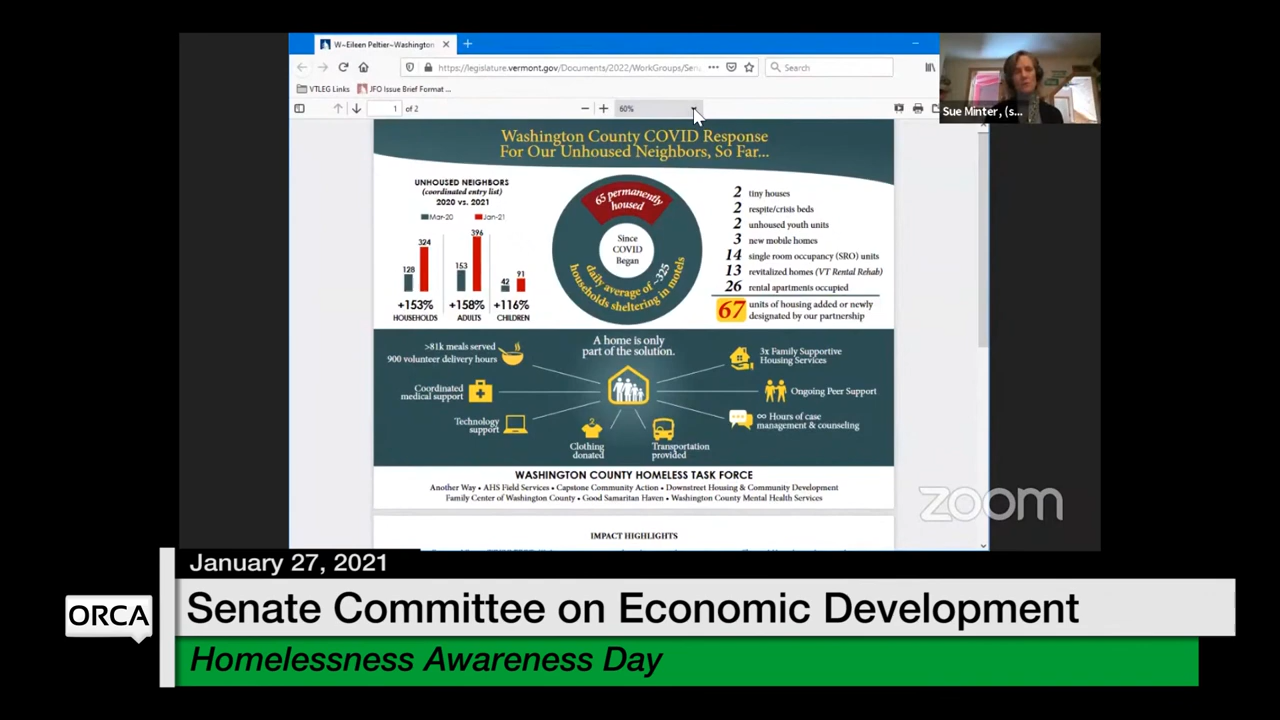 W~Eileen Peltier~Washington
https://legislature.vermont.gov/Documents/2022/WorkGroups/Sen
Search
VTLEG Links
JFO Issue Brief Format ...
1 of 2
60%
Sue Minter, (s...
Washington County COVID Response
For Our Unhoused Neighbors, So Far...
UNHOUSED NEIGHBORS
(coordinated entry list)
2020 vs. 2021
Mar-20
Jan-21
128
324
153
396
42
91
+153%
HOUSEHOLDS
+158%
ADULTS
+116%
CHILDREN
65 permanently
housed
Since
COVID
Began
daily average of ~325
households sheltering in motels
2 tiny houses
2 respite/crisis beds
2 unhoused youth units
3 new mobile homes
14 single room occupancy (SRO) units
13 revitalized homes (VT Rental Rehab)
26 rental apartments occupied
67 units of housing added or newly
designated by our partnership
A home is only
part of the solution.
>81k meals served
900 volunteer delivery hours
Coordinated
medical support
Technology
support
Clothing
donated
Transportation
provided
3x Family Supportive
Housing Services
Ongoing Peer Support
∞ Hours of case
management & counseling
WASHINGTON COUNTY HOMELESS TASK FORCE
Another Way • AHS Field Services • Capstone Community Action • Downstreet Housing & Community Development
Family Center of Washington County • Good Samaritan Haven • Washington County Mental Health Services
IMPACT HIGHLIGHTS
zoom
January 27, 2021
ORCA
Senate Committee on Economic Development
Homelessness Awareness Day